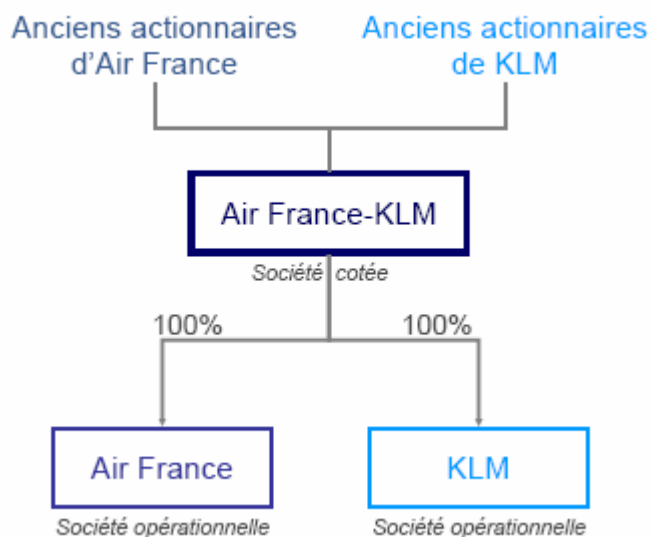 Anciens actionnaires
d’Air France
Anciens actionnaires
de KLM
Air France-KLM
Société cotée
100%
100%
Air France
KLM
Société opérationnelle
Société opérationnelle